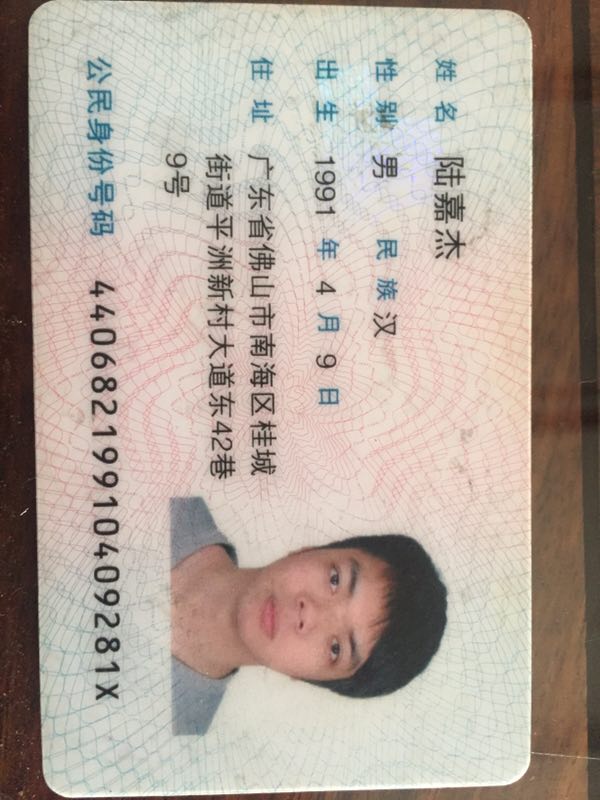 姓名 陆嘉杰
性别 男 民族 汉
出生 1991 年 4 月 9 日
住址 广东省佛山市南海区桂城
街道平洲新村大道东42巷
9号
公民身份号码 44068219910409281X